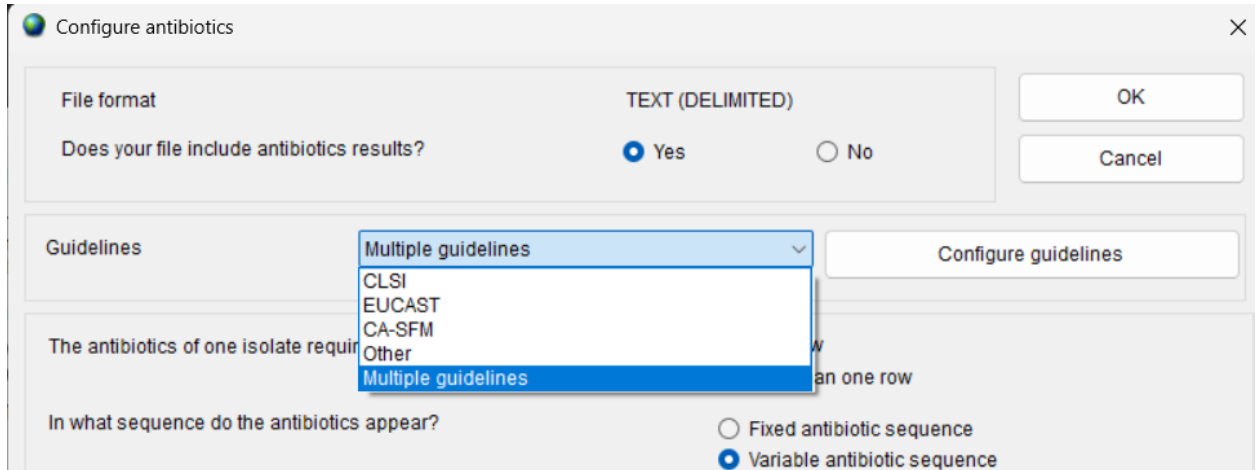 Configure antibiotics
File format TEXT (DELIMITED) OK
Does your file include antibiotics results? Yes No Cancel
Guidelines Multiple guidelines Configure guidelines
CLSI
EUCAST
CA-SFM
The antibiotics of one isolate
Other
Multiple guidelines an one row
In what sequence do the antibiotics appear? Fixed antibiotic sequence
Variable antibiotic sequence